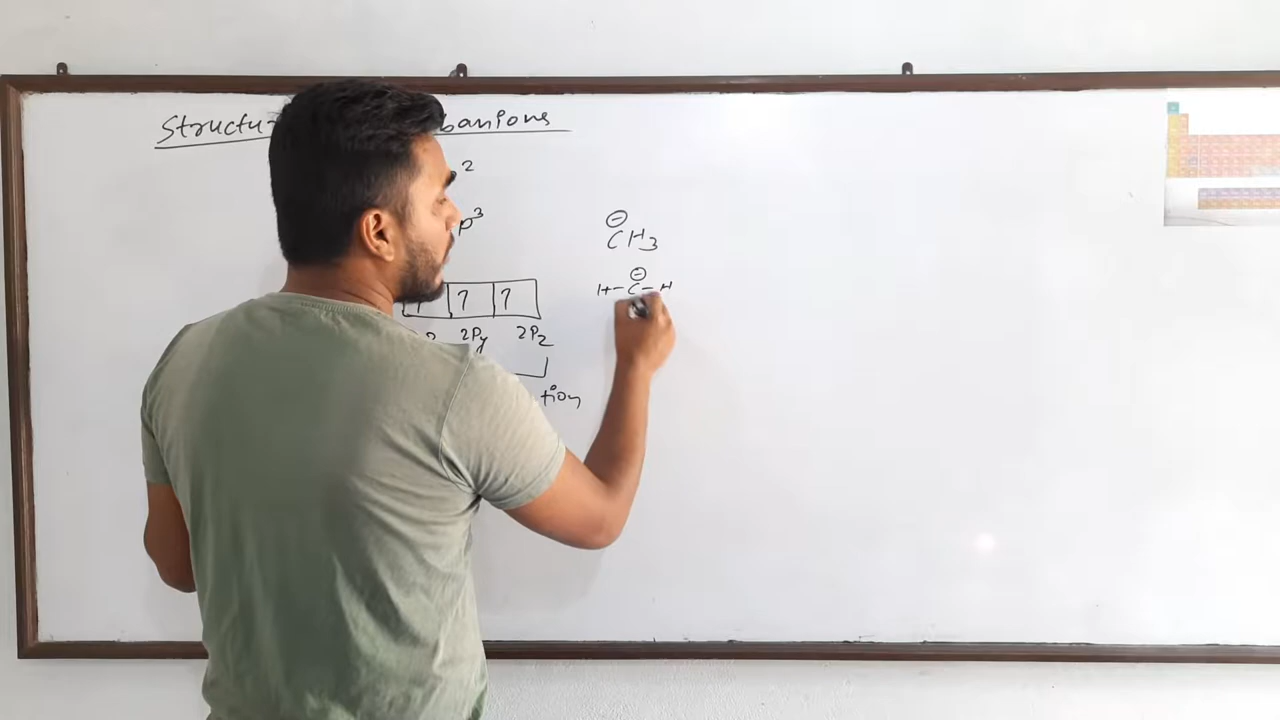 Structu banions
2
p3
⊖
CH3
⊖
H-C-H
↿ ↿ ↿
2Py 2Pz
tion